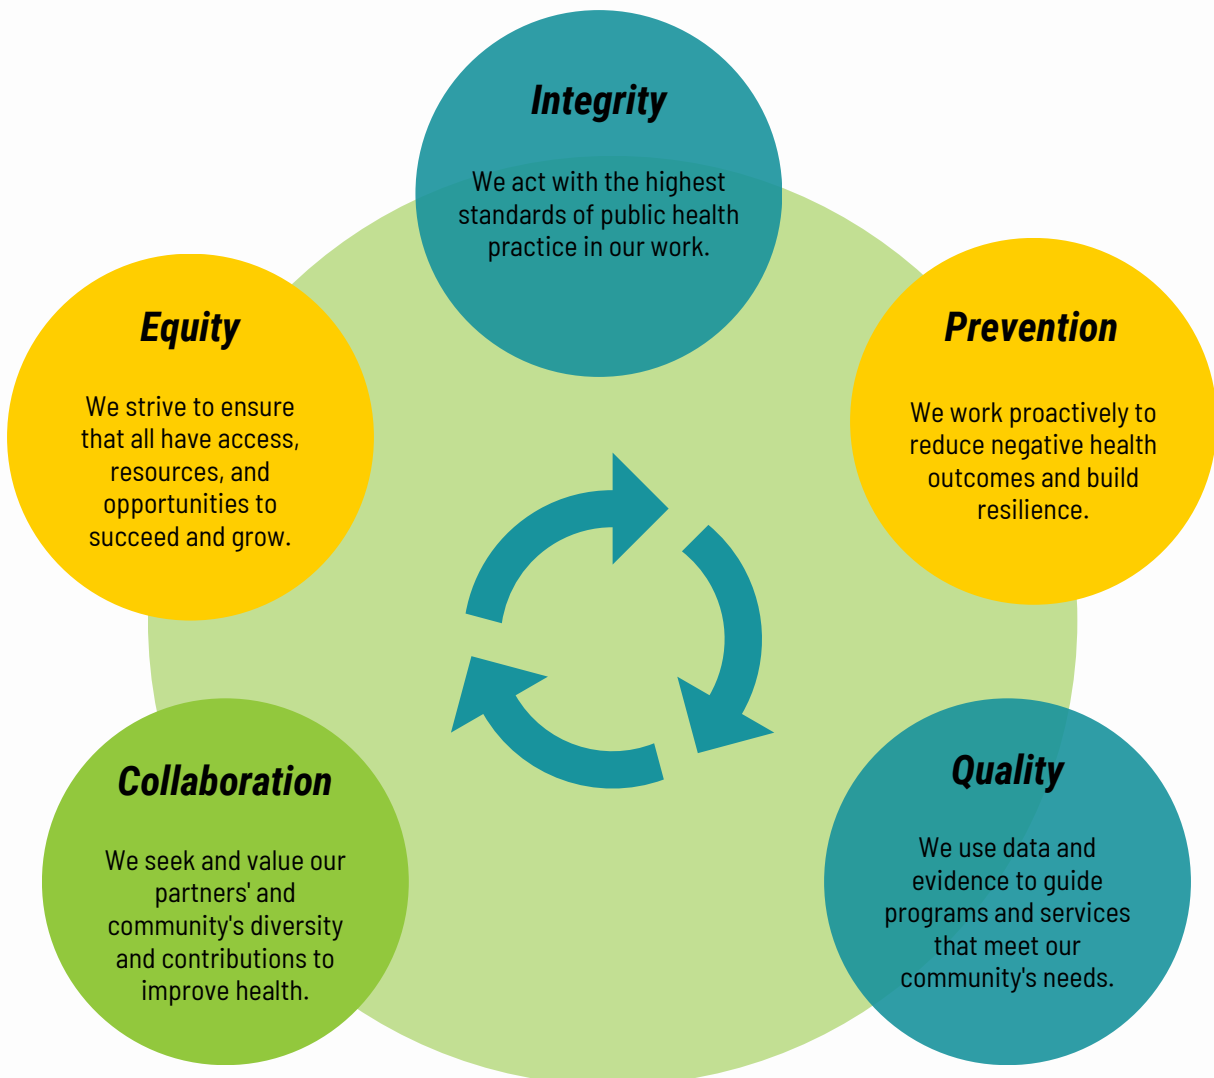 Integrity
We act with the highest
standards of public health
practice in our work.
Equity
We strive to ensure
that all have access,
resources, and
opportunities to
succeed and grow.
Prevention
We work proactively to
reduce negative health
outcomes and build
resilience.
Collaboration
We seek and value our
partners' and
community's diversity
and contributions to
improve health.
Quality
We use data and
evidence to guide
programs and services
that meet our
community's needs.